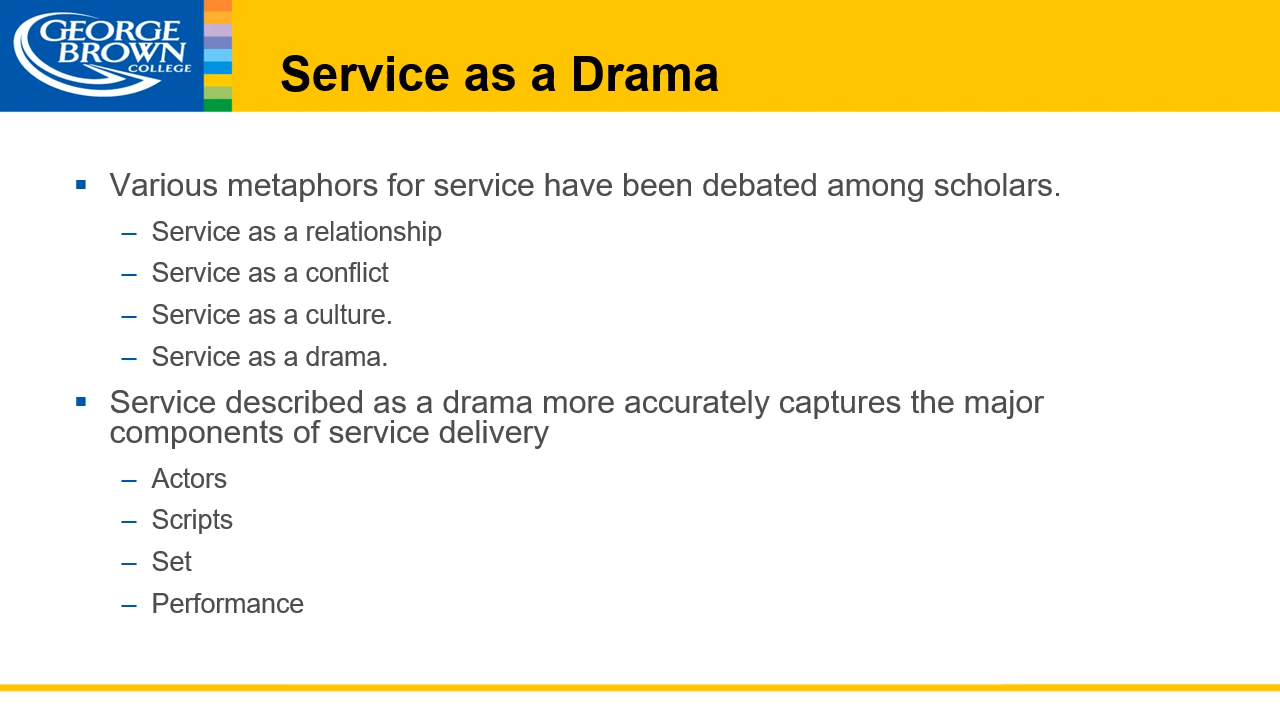 GEORGE
BROWN
COLLEGE
Service as a Drama
▪ Various metaphors for service have been debated among scholars.
– Service as a relationship
– Service as a conflict
– Service as a culture.
– Service as a drama.
▪ Service described as a drama more accurately captures the major
components of service delivery
– Actors
– Scripts
– Set
– Performance